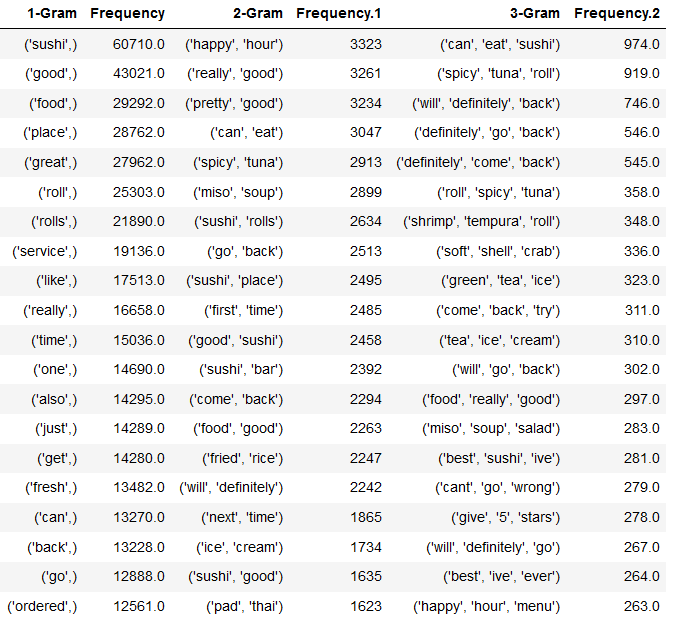 1-Gram Frequency 2-Gram Frequency.1 3-Gram Frequency.2
('sushi',) 60710.0 ('happy', 'hour') 3323 ('can', 'eat', 'sushi') 974.0
('good',) 43021.0 ('really', 'good') 3261 ('spicy', 'tuna', 'roll') 919.0
('food',) 29292.0 ('pretty', 'good') 3234 ('will', 'definitely', 'back') 746.0
('place',) 28762.0 ('can', 'eat') 3047 ('definitely', 'go', 'back') 546.0
('great',) 27962.0 ('spicy', 'tuna') 2913 ('definitely', 'come', 'back') 545.0
('roll',) 25303.0 ('miso', 'soup') 2899 ('roll', 'spicy', 'tuna') 358.0
('rolls',) 21890.0 ('sushi', 'rolls') 2634 ('shrimp', 'tempura', 'roll') 348.0
('service',) 19136.0 ('go', 'back') 2513 ('soft', 'shell', 'crab') 336.0
('like',) 17513.0 ('sushi', 'place') 2495 ('green', 'tea', 'ice') 323.0
('really',) 16658.0 ('first', 'time') 2485 ('come', 'back', 'try') 311.0
('time',) 15036.0 ('good', 'sushi') 2458 ('tea', 'ice', 'cream') 310.0
('one',) 14690.0 ('sushi', 'bar') 2392 ('will', 'go', 'back') 302.0
('also',) 14295.0 ('come', 'back') 2294 ('food', 'really', 'good') 297.0
('just',) 14289.0 ('food', 'good') 2263 ('miso', 'soup', 'salad') 283.0
('get',) 14280.0 ('fried', 'rice') 2247 ('best', 'sushi', 'ive') 281.0
('fresh',) 13482.0 ('will', 'definitely') 2242 ('cant', 'go', 'wrong') 279.0
('can',) 13270.0 ('next', 'time') 1865 ('give', '5', 'stars') 278.0
('back',) 13228.0 ('ice', 'cream') 1734 ('will', 'definitely', 'go') 267.0
('go',) 12888.0 ('sushi', 'good') 1635 ('best', 'ive', 'ever') 264.0
('ordered',) 12561.0 ('pad', 'thai') 1623 ('happy', 'hour', 'menu') 263.0